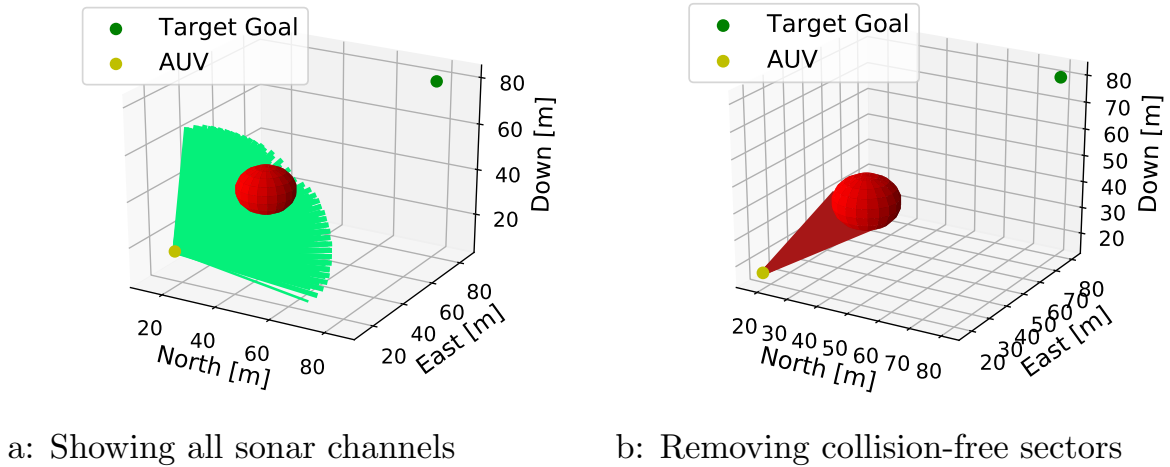 Target Goal
AUV
80
60
40
20
Down [m]
20
40
60
80
North [m]
20
40
60
80
East [m]
a: Showing all sonar channels
Target Goal
AUV
80
70
60
50
40
30
20
Down [m]
20
30
40
50
60
70
80
North [m]
20
30
40
50
60
70
80
East [m]
b: Removing collision-free sectors